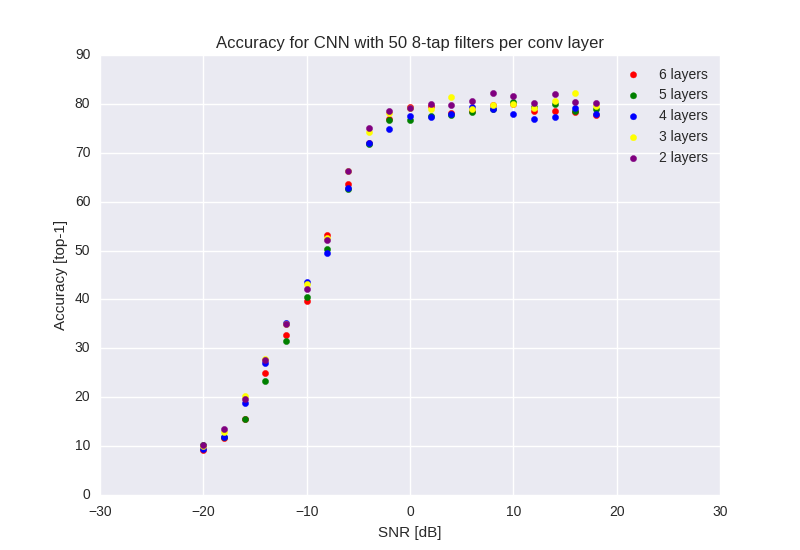 Accuracy for CNN with 50 8-tap filters per conv layer
90
80
70
60
50
40
30
20
10
0
Accuracy [top-1]
6 layers
5 layers
4 layers
3 layers
2 layers
−30
−20
−10
0
10
20
30
SNR [dB]